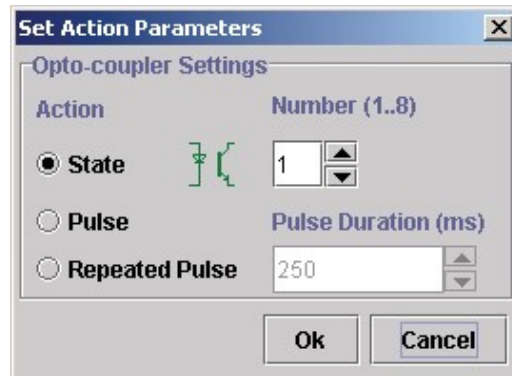 Set Action Parameters
Opto-coupler Settings
Action
Number (1..8)
State
1
Pulse
Pulse Duration (ms)
Repeated Pulse
250
Ok
Cancel